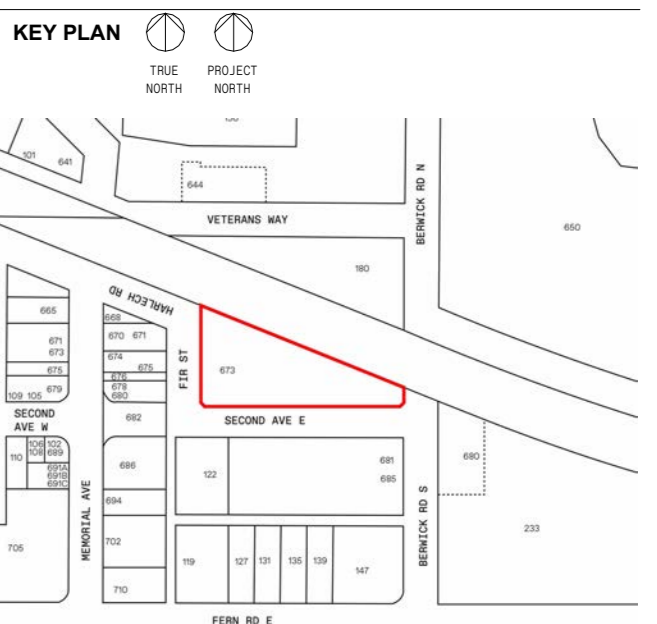 KEY PLAN
TRUE
NORTH
PROJECT
NORTH
101
641
644
VETERANS WAY
BERWICK RD N
650
180
HARLECH RD
665
668
670 671
671
673
674
675
675
676
678
680
679
109 105
FIR ST
673
SECOND
AVE W
SECOND AVE E
682
106 102
108 689
110
691A
691B
691C
686
122
681
685
680
694
MEMORIAL AVE
BERWICK RD S
233
705
702
119
127
131
135
139
147
710
FERN RD E